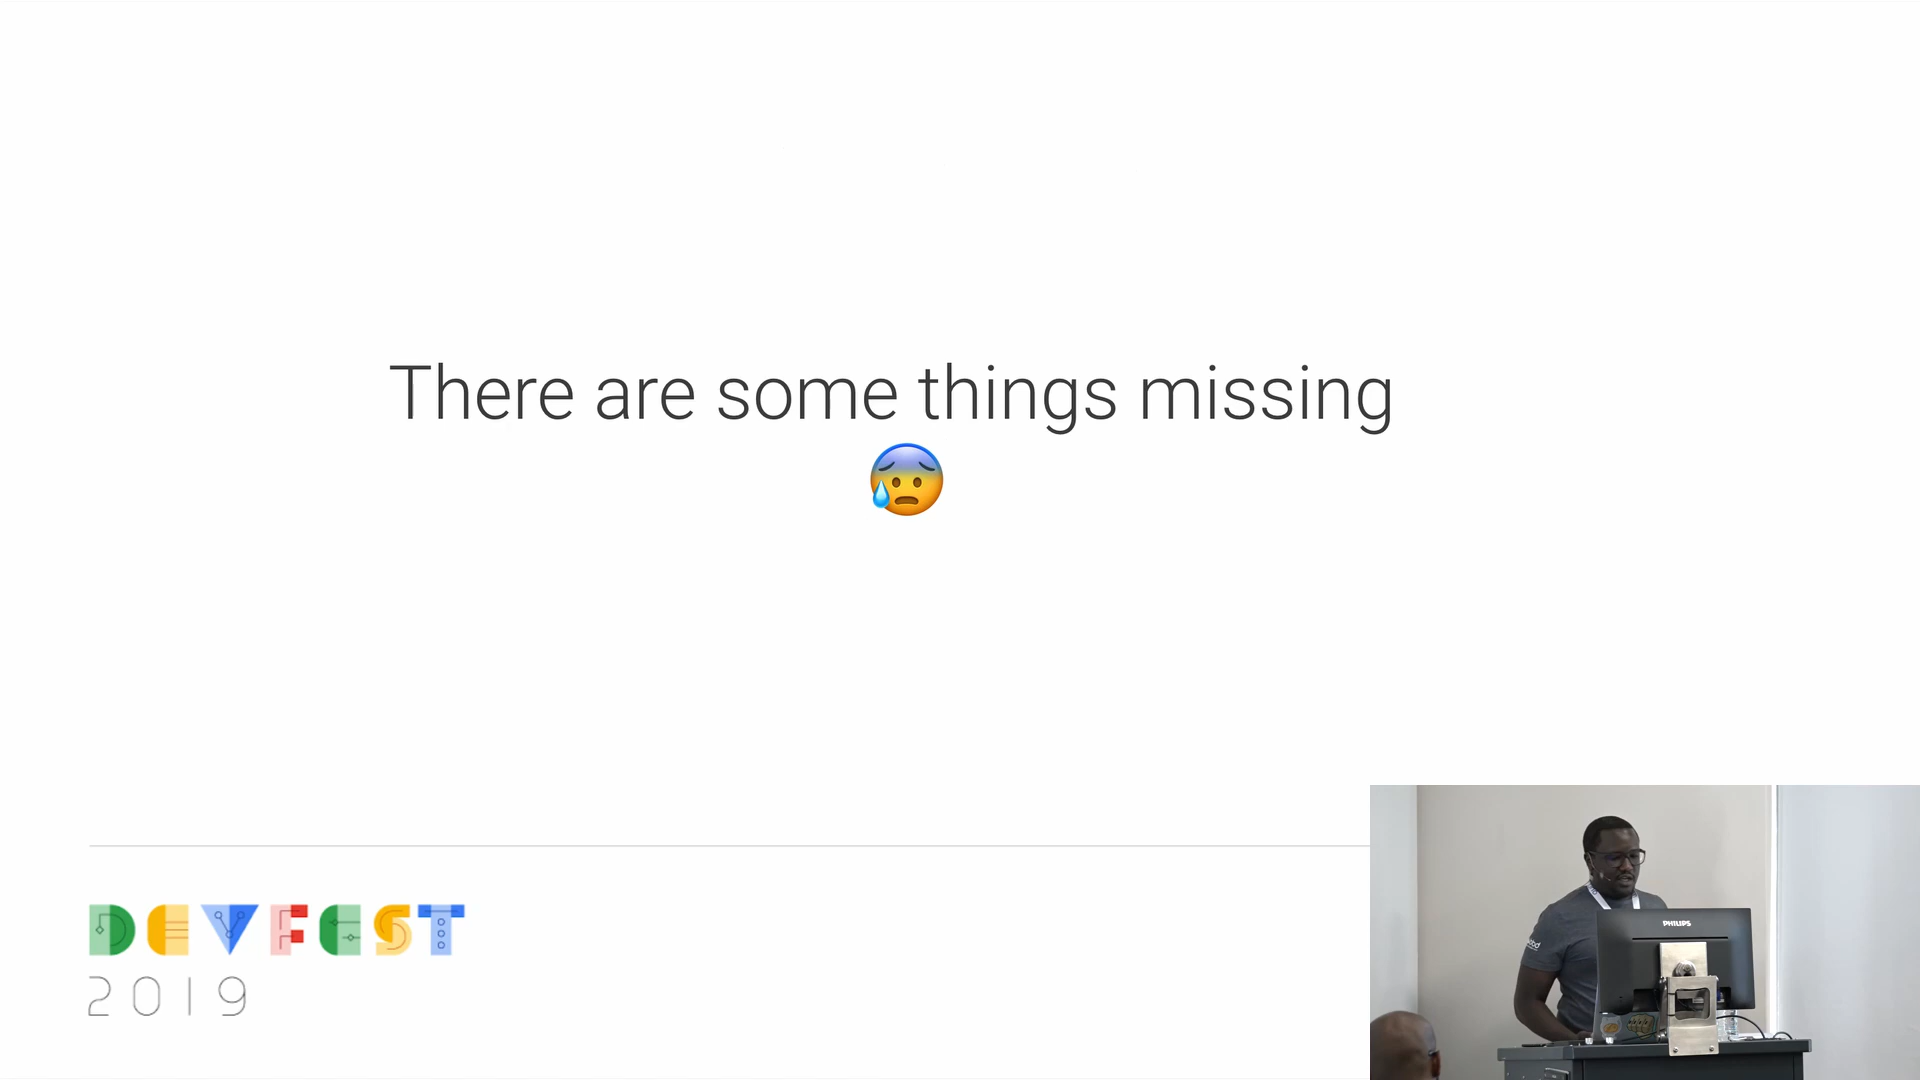 There are some things missing
😰
DEVFEST
2019
PHILIPS